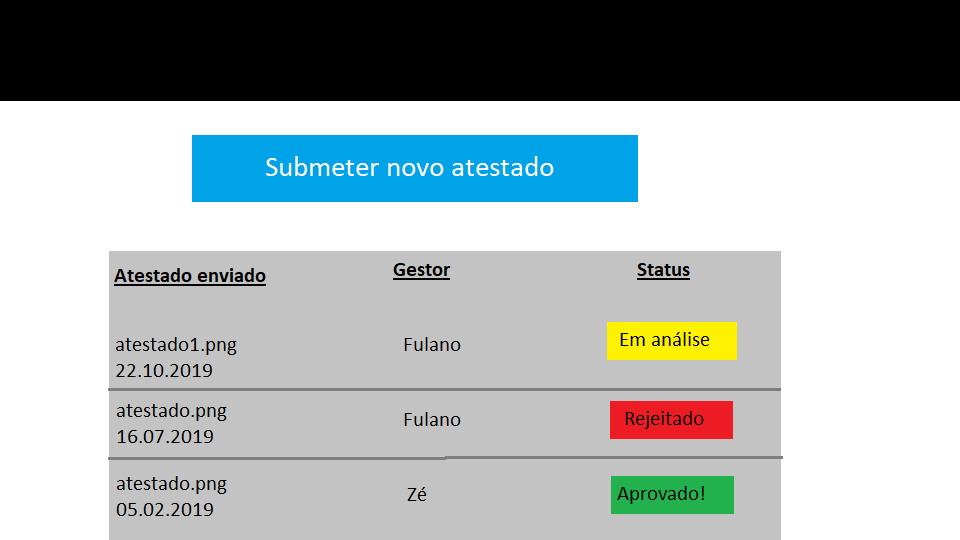 Submeter novo atestado
Atestado enviado Gestor Status
atestado1.png Fulano Em análise
22.10.2019
atestado.png Fulano Rejeitado
16.07.2019
atestado.png Zé Aprovado!
05.02.2019